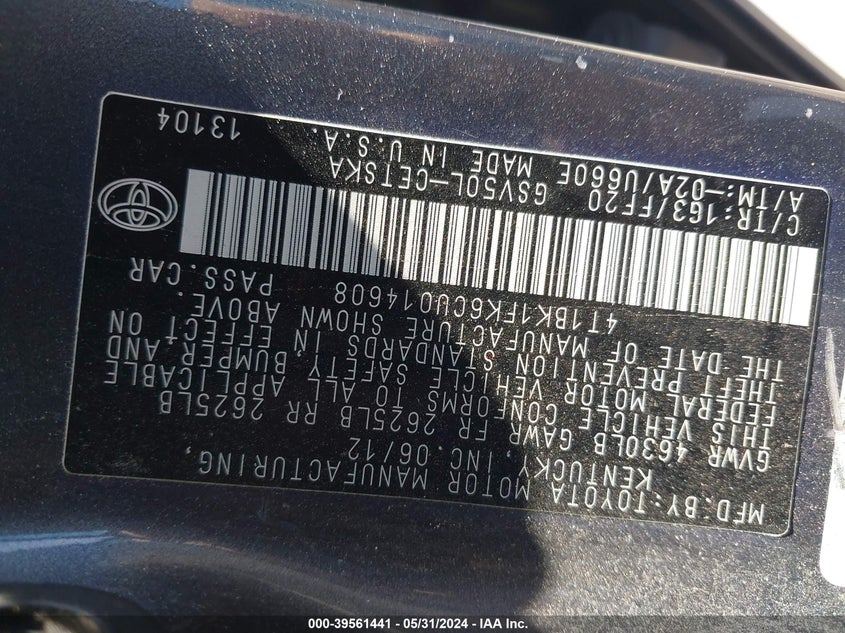 MFD.BY:TOYOTA MOTOR MANUFACTURING,
KENTUCKY, INC. 06/12
GVWR 4630LB GAWR FR 2625LB RR 2625LB
THIS VEHICLE CONFORMS TO ALL APPLICABLE
FEDERAL MOTOR VEHICLE SAFETY, BUMPER AND
THEFT PREVENTION STANDARDS IN EFFECT ON
THE DATE OF MANUFACTURE SHOWN ABOVE.
4T1BK1FK6CU014608 PASS.CAR
C/TR:1G3/FF20 GSV50L-CETSKA
A/TM:-02A/U660E MADE IN U.S.A. 13104
000-39561441 - 05/31/2024 - IAA Inc.